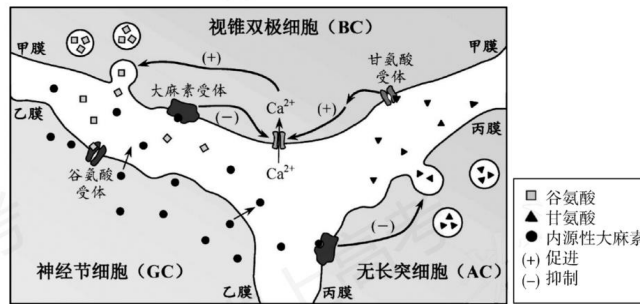 视锥双极细胞（BC）
甲膜
甲膜
(+)
大麻素受体
甘氨酸
受体
乙膜
Ca²⁺
(−)
(+)
丙膜
Ca²⁺
谷氨酸
受体
(−)
神经节细胞（GC）
无长突细胞（AC）
乙膜
丙膜
谷氨酸
甘氨酸
内源性大麻素
(+) 促进
(−) 抑制